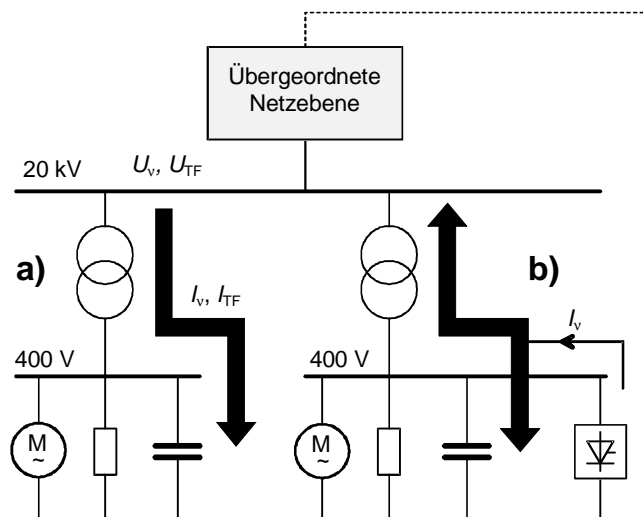 Übergeordnete
Netzebene
20 kV
Uν, UTF
a)
b)
Iν, ITF
Iν
400 V
400 V
M
~
M
~